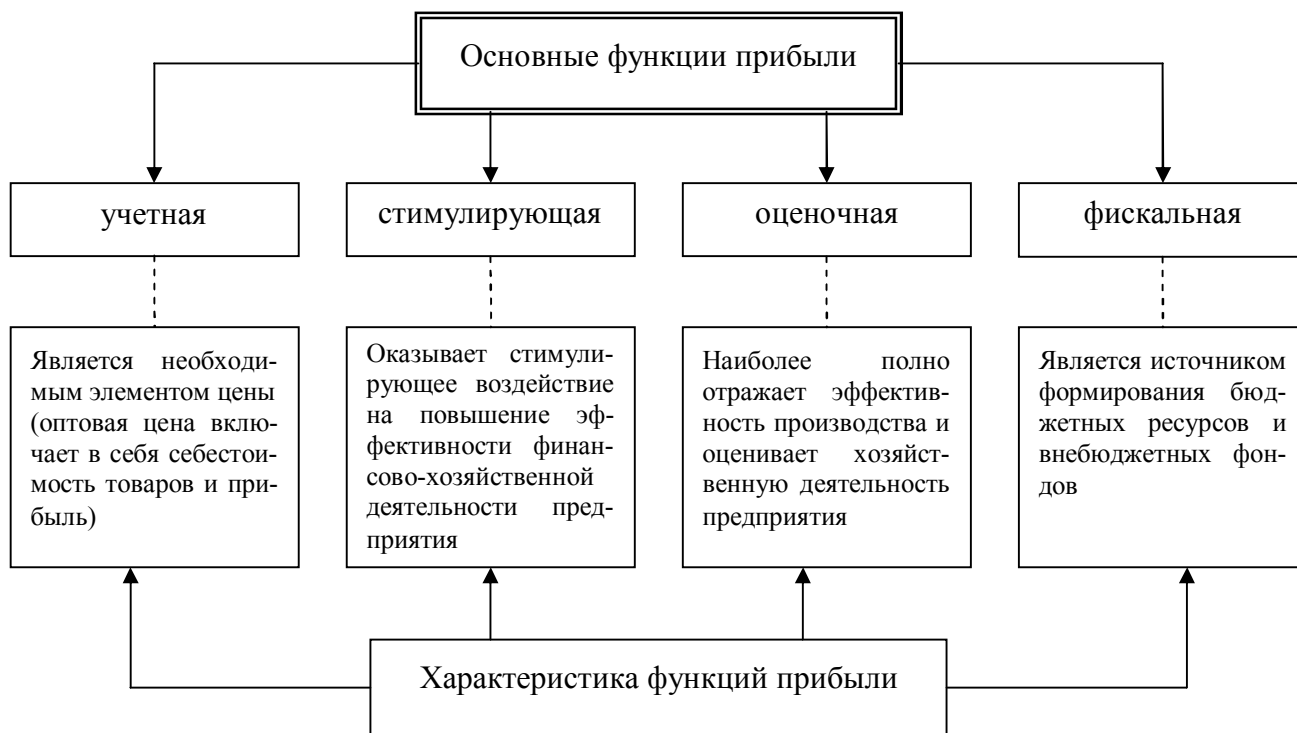 Основные функции прибыли
учетная
стимулирующая
оценочная
фискальная
Является необходи-
мым элементом цены
(оптовая цена вклю-
чает в себя себестои-
мость товаров и при-
быль)
Оказывает стимули-
рующее воздействие
на повышение эф-
фективности финан-
сово-хозяйственной
деятельности пред-
приятия
Наиболее полно
отражает эффектив-
ность производства и
оценивает хозяйст-
венную деятельность
предприятия
Является источником
формирования бюд-
жетных ресурсов и
внебюджетных фон-
дов
Характеристика функций прибыли